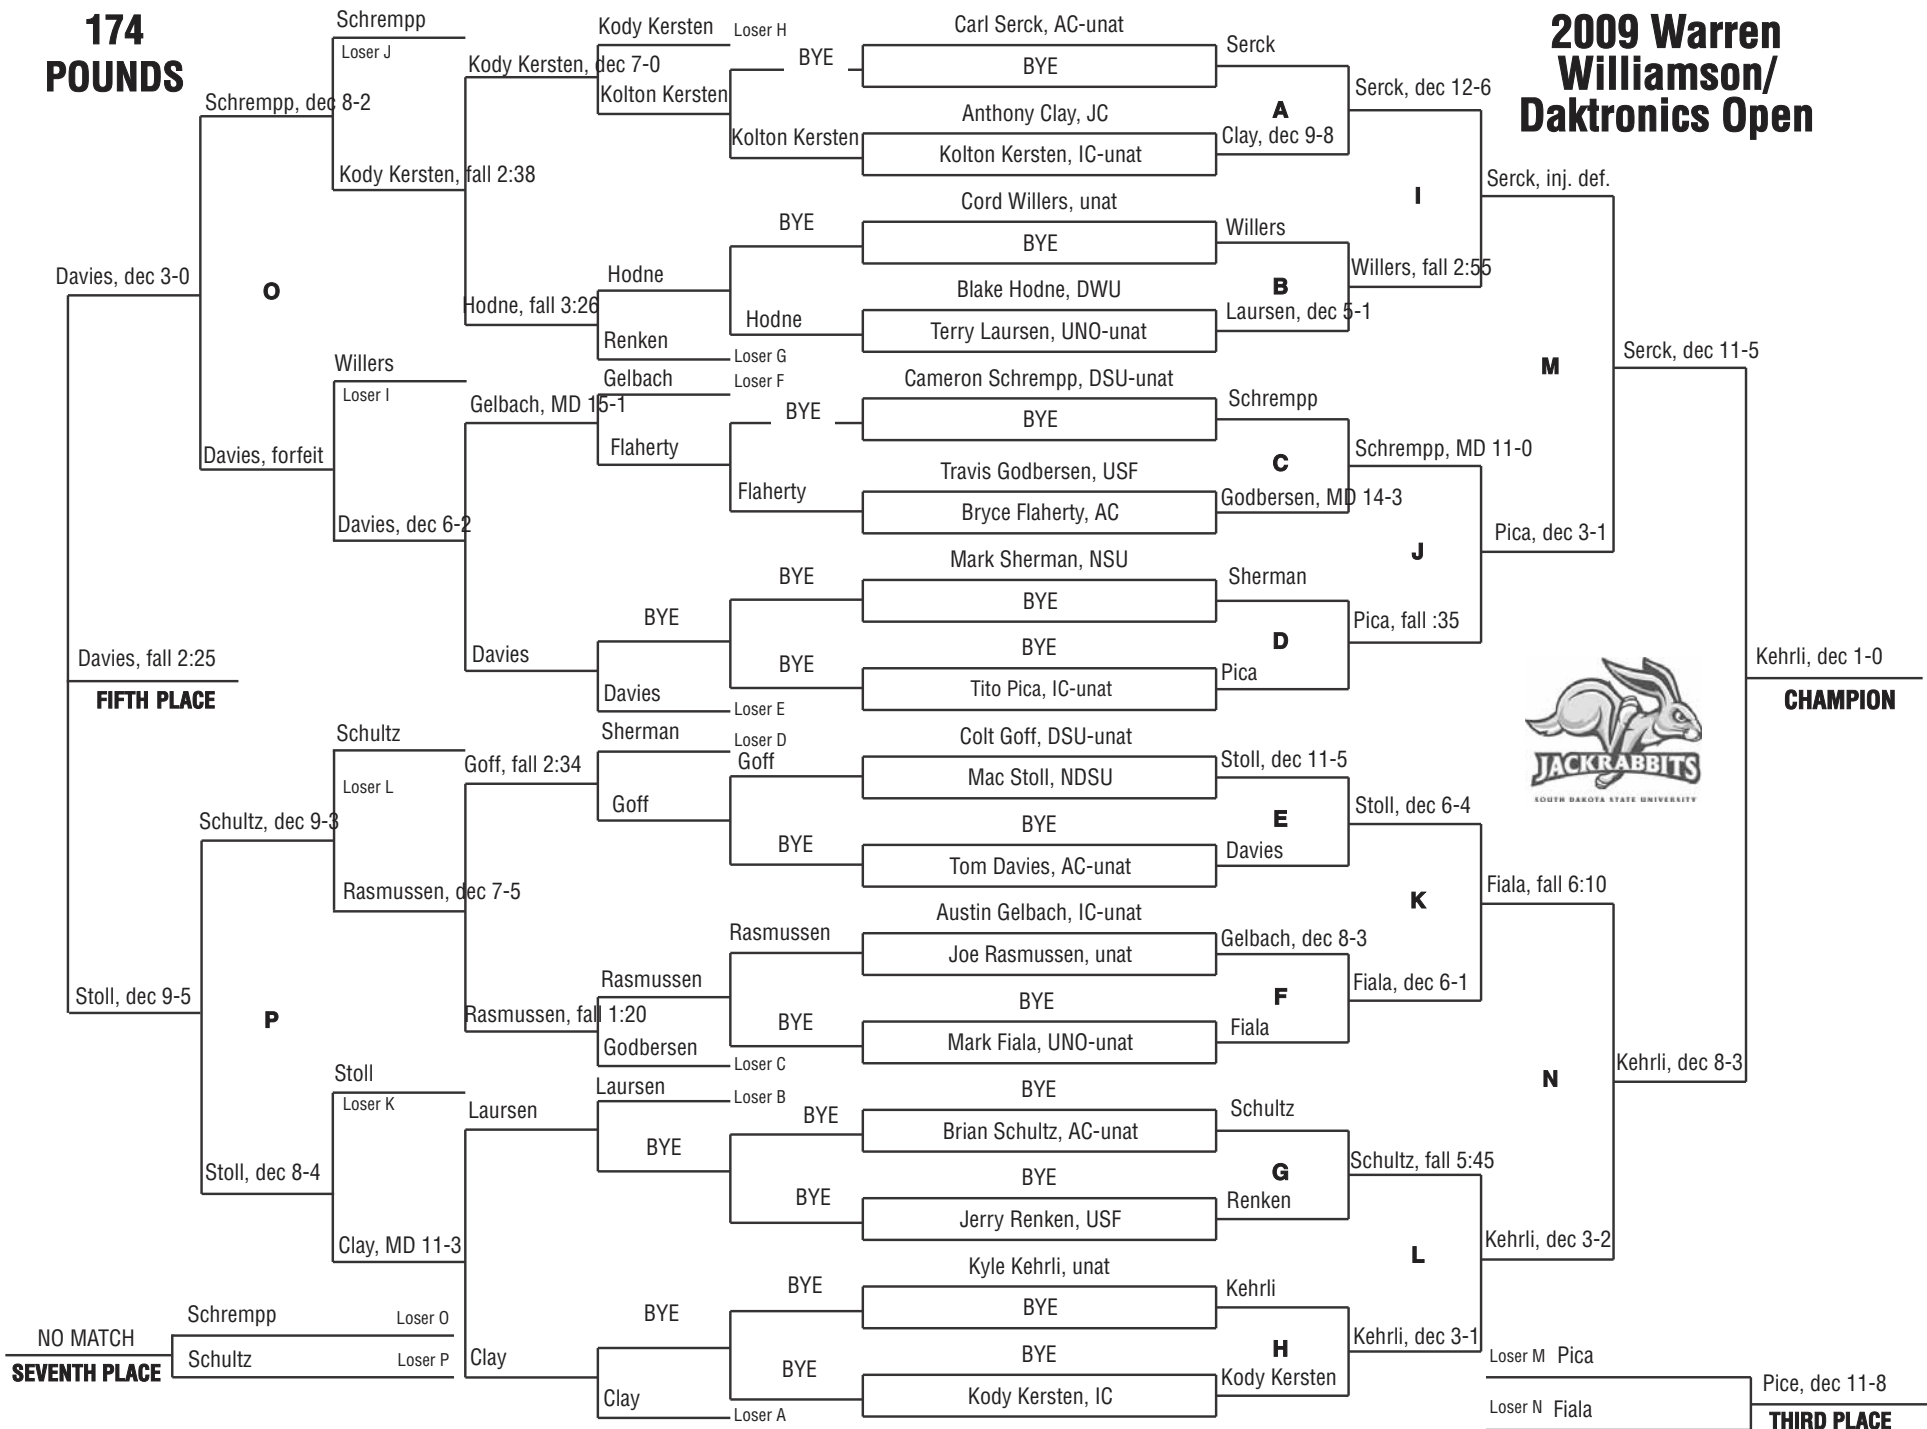 174
POUNDS
2009 Warren
Williamson/
Daktronics Open
Schrempp
Loser J
Schrempp, dec 8-2
Kody Kersten, fall 2:38
Davies, dec 3-0
O
Willers
Loser I
Davies, forfeit
Davies, dec 6-2
Davies, fall 2:25
FIFTH PLACE
Schultz
Loser L
Schultz, dec 9-3
Rasmussen, dec 7-5
Stoll, dec 9-5
P
Stoll
Loser K
Stoll, dec 8-4
Clay, MD 11-3
Schrempp
Loser O
NO MATCH
Schultz
Loser P
SEVENTH PLACE
Kody Kersten, dec 7-0
Hodne, fall 3:26
Gelbach, MD 15-1
Davies
Goff, fall 2:34
Rasmussen, fall 1:20
Laursen
Clay
Kody Kersten
Loser H
Kolton Kersten
Hodne
Renken
Loser G
Gelbach
Loser F
Flaherty
BYE
Davies
Loser E
Sherman
Loser D
Goff
Rasmussen
Godbersen
Loser C
Laursen
Loser B
BYE
BYE
Clay
Loser A
BYE
Kolton Kersten
BYE
Hodne
BYE
Flaherty
BYE
BYE
Goff
BYE
Rasmussen
BYE
BYE
BYE
BYE
BYE
Carl Serck, AC-unat
BYE
Anthony Clay, JC
Kolton Kersten, IC-unat
Cord Willers, unat
BYE
Blake Hodne, DWU
Terry Laursen, UNO-unat
Cameron Schrempp, DSU-unat
BYE
Travis Godbersen, USF
Bryce Flaherty, AC
Mark Sherman, NSU
BYE
BYE
Tito Pica, IC-unat
Colt Goff, DSU-unat
Mac Stoll, NDSU
BYE
Tom Davies, AC-unat
Austin Gelbach, IC-unat
Joe Rasmussen, unat
BYE
Mark Fiala, UNO-unat
BYE
Brian Schultz, AC-unat
BYE
Jerry Renken, USF
Kyle Kehrli, unat
BYE
BYE
Kody Kersten, IC
Serck
A
Clay, dec 9-8
Willers
B
Laursen, dec 5-1
Schrempp
C
Godbersen, MD 14-3
Sherman
D
Pica
Stoll, dec 11-5
E
Davies
Gelbach, dec 8-3
F
Fiala
Schultz
G
Renken
Kehrli
H
Kody Kersten
Serck, dec 12-6
I
Willers, fall 2:55
Schrempp, MD 11-0
J
Pica, fall :35
Stoll, dec 6-4
K
Fiala, dec 6-1
Schultz, fall 5:45
L
Kehrli, dec 3-1
Serck, inj. def.
M
Pica, dec 3-1
Fiala, fall 6:10
N
Kehrli, dec 3-2
Serck, dec 11-5
Kehrli, dec 8-3
Kehrli, dec 1-0
CHAMPION
JACKRABBITS
SOUTH DAKOTA STATE UNIVERSITY
Loser M Pica
Loser N Fiala
Pice, dec 11-8
THIRD PLACE